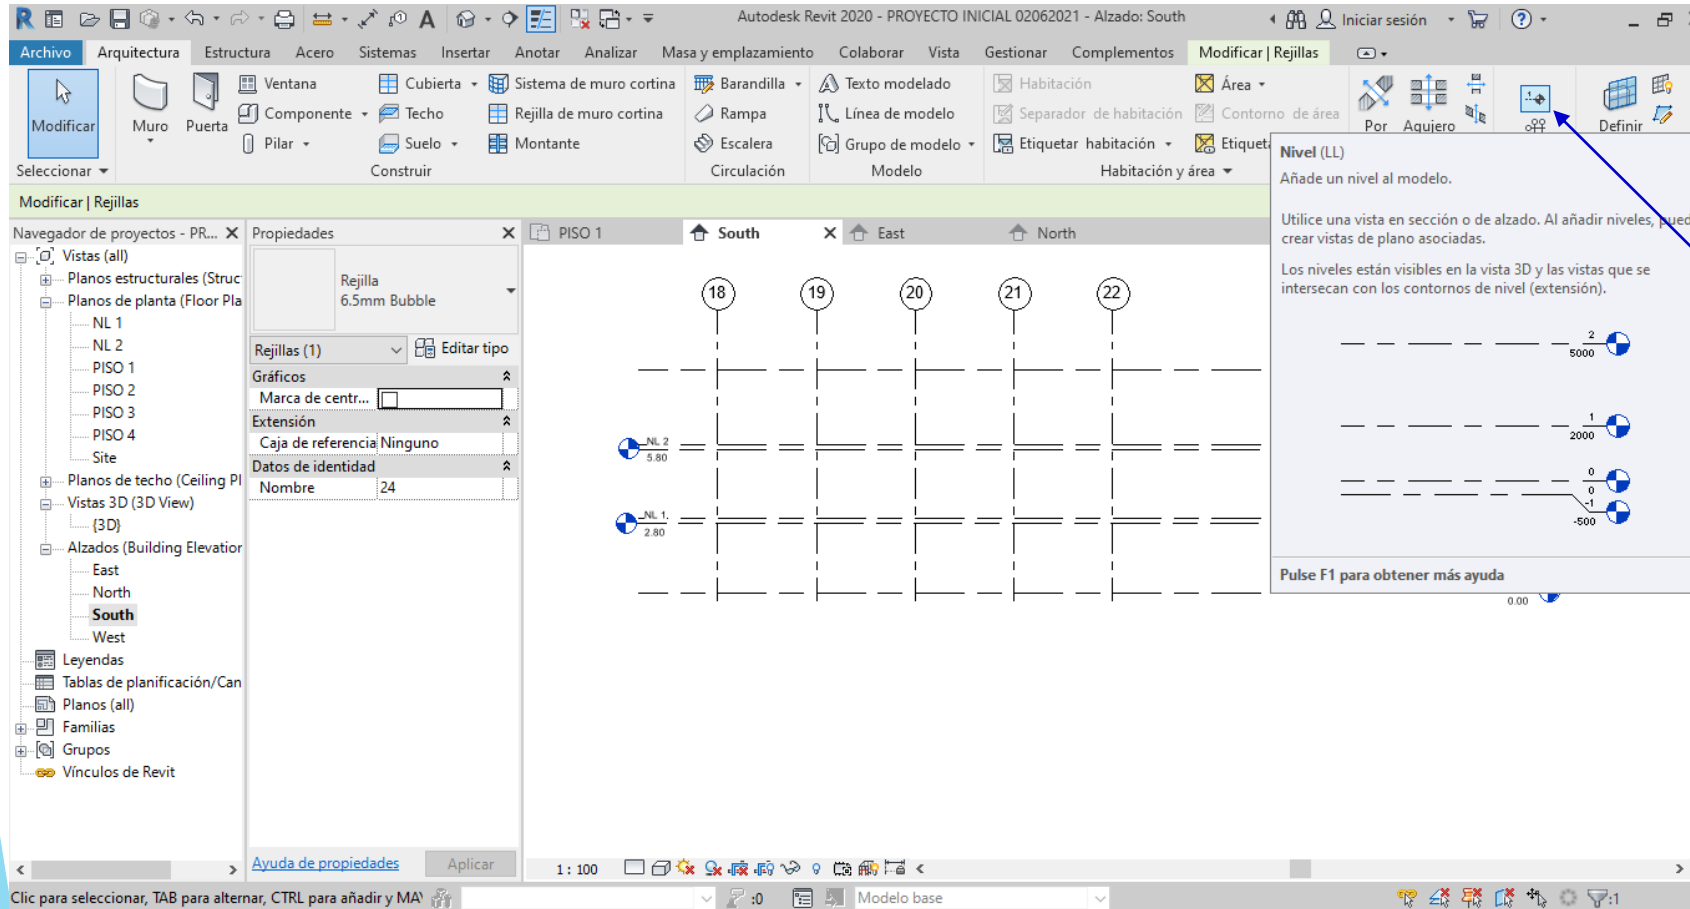 Autodesk Revit 2020 - PROYECTO INICIAL 02062021 - Alzado: South
Iniciar sesión
Archivo Arquitectura Estructura Acero Sistemas Insertar Anotar Analizar Masa y emplazamiento Colaborar Vista Gestionar Complementos Modificar | Rejillas
Modificar
Muro
Puerta
Ventana
Componente
Pilar
Cubierta
Techo
Suelo
Sistema de muro cortina
Rejilla de muro cortina
Montante
Barandilla
Rampa
Escalera
Texto modelado
Línea de modelo
Grupo de modelo
Habitación
Separador de habitación
Etiquetar habitación
Área
Contorno de área
Por
Agujero
Definir
Seleccionar
Construir
Circulación
Modelo
Habitación y área
Nivel (LL)
Añade un nivel al modelo.
Utilice una vista en sección o de alzado. Al añadir niveles,
crear vistas de plano asociadas.
Los niveles están visibles en la vista 3D y las vistas que se
intersecan con los contornos de nivel (extensión).
2
5000
1
2000
0
0
-1
-500
Pulse F1 para obtener más ayuda
Modificar | Rejillas
Navegador de proyectos - PR...
Vistas (all)
Planos estructurales (Struc
Planos de planta (Floor Pla
NL 1
NL 2
PISO 1
PISO 2
PISO 3
PISO 4
Site
Planos de techo (Ceiling Pl
Vistas 3D (3D View)
{3D}
Alzados (Building Elevation
East
North
South
West
Leyendas
Tablas de planificación/Can
Planos (all)
Familias
Grupos
Vínculos de Revit
Propiedades
Rejilla
6.5mm Bubble
Rejillas (1)
Editar tipo
Gráficos
Marca de centr...
Extensión
Caja de referencia Ninguno
Datos de identidad
Nombre 24
Ayuda de propiedades
Aplicar
PISO 1
South
East
North
18 19 20 21 22
NL 2
5.80
NL 1.
2.80
0.00
1 : 100
Clic para seleccionar, TAB para alternar, CTRL para añadir y MA
:0
Modelo base
:1